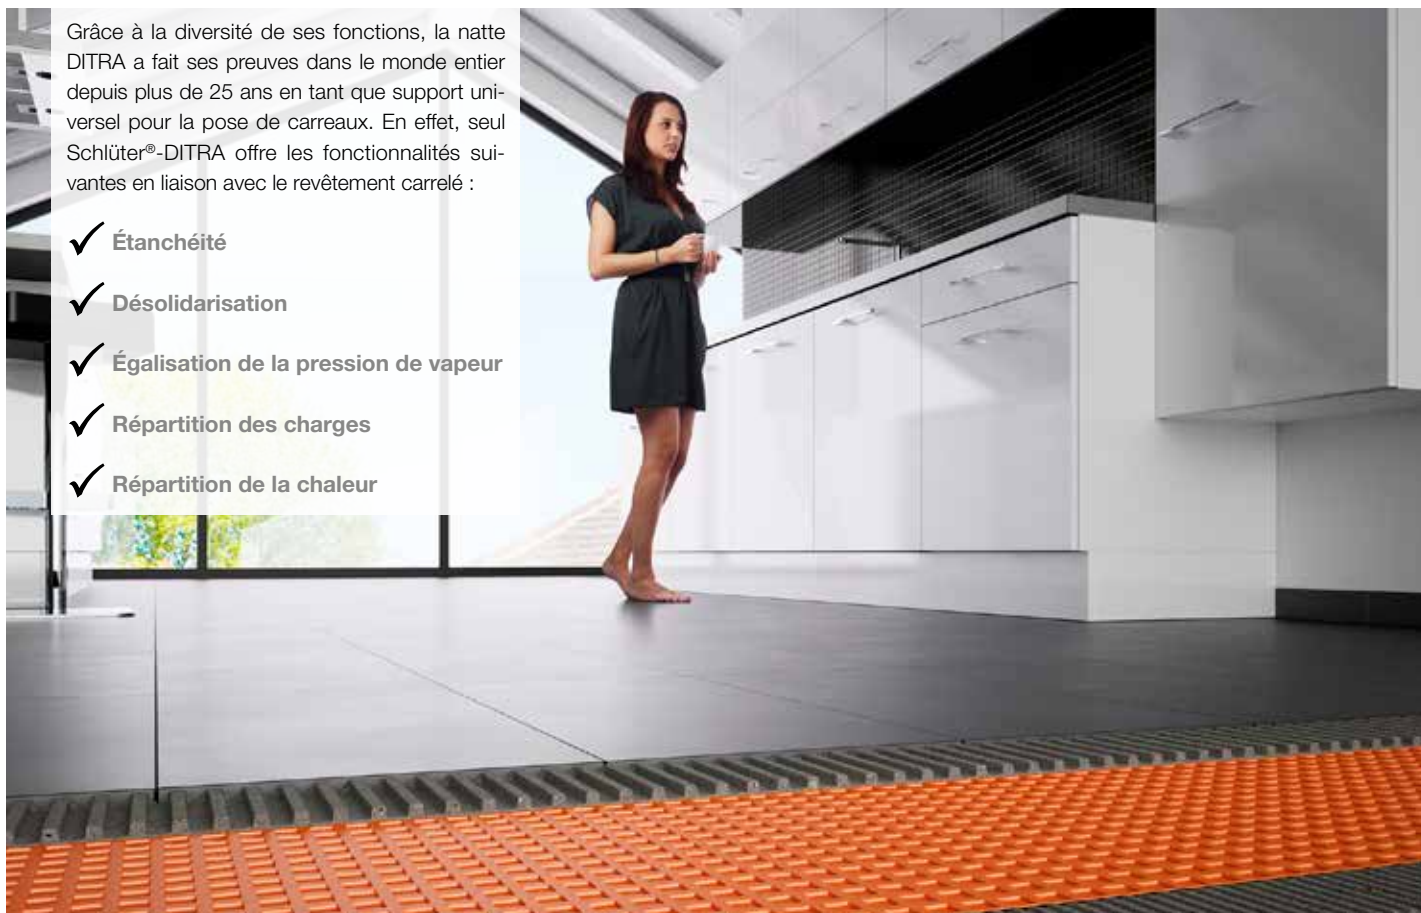 Grâce à la diversité de ses fonctions, la natte
DITRA a fait ses preuves dans le monde entier
depuis plus de 25 ans en tant que support uni-
versel pour la pose de carreaux. En effet, seul
Schlüter®-DITRA offre les fonctionnalités sui-
vantes en liaison avec le revêtement carrelé :
Étanchéité
Désolidarisation
Égalisation de la pression de vapeur
Répartition des charges
Répartition de la chaleur